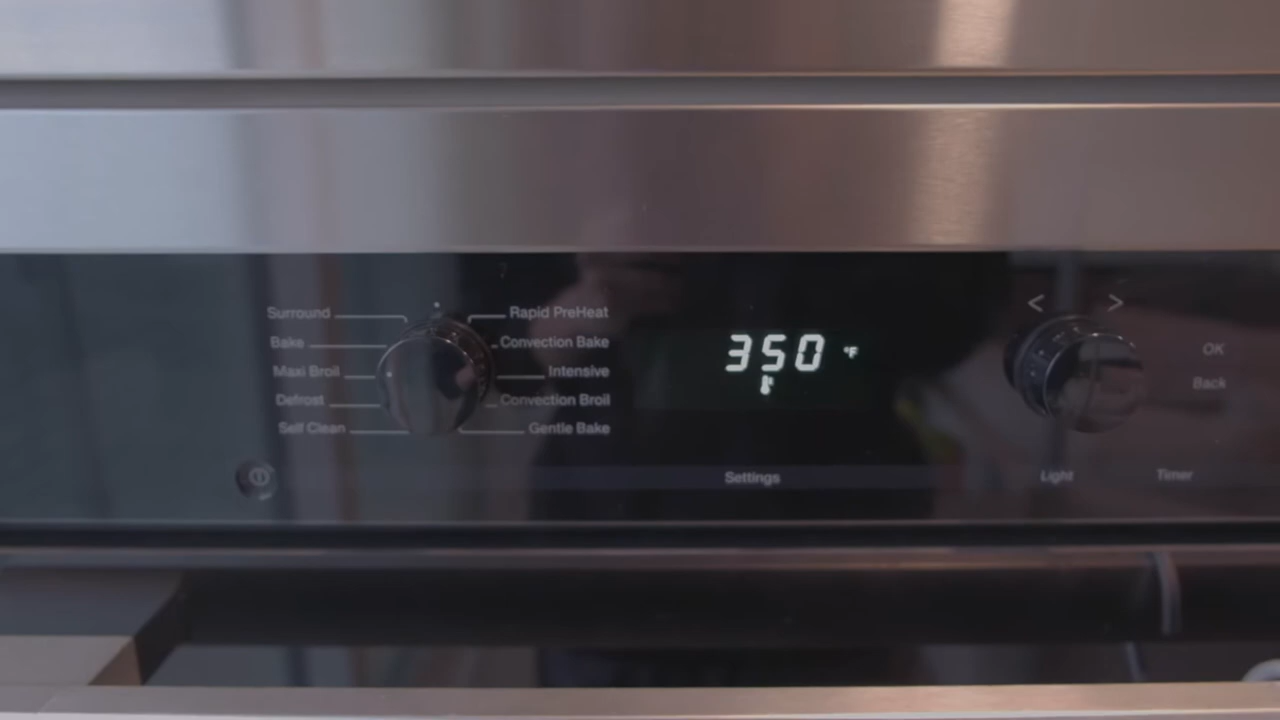 Surround
Rapid PreHeat
Bake
Convection Bake
Maxi Broil
Intensive
Defrost
Convection Broil
Self Clean
Gentle Bake
350 °F
Settings
< >
OK
Back
Light
Timer